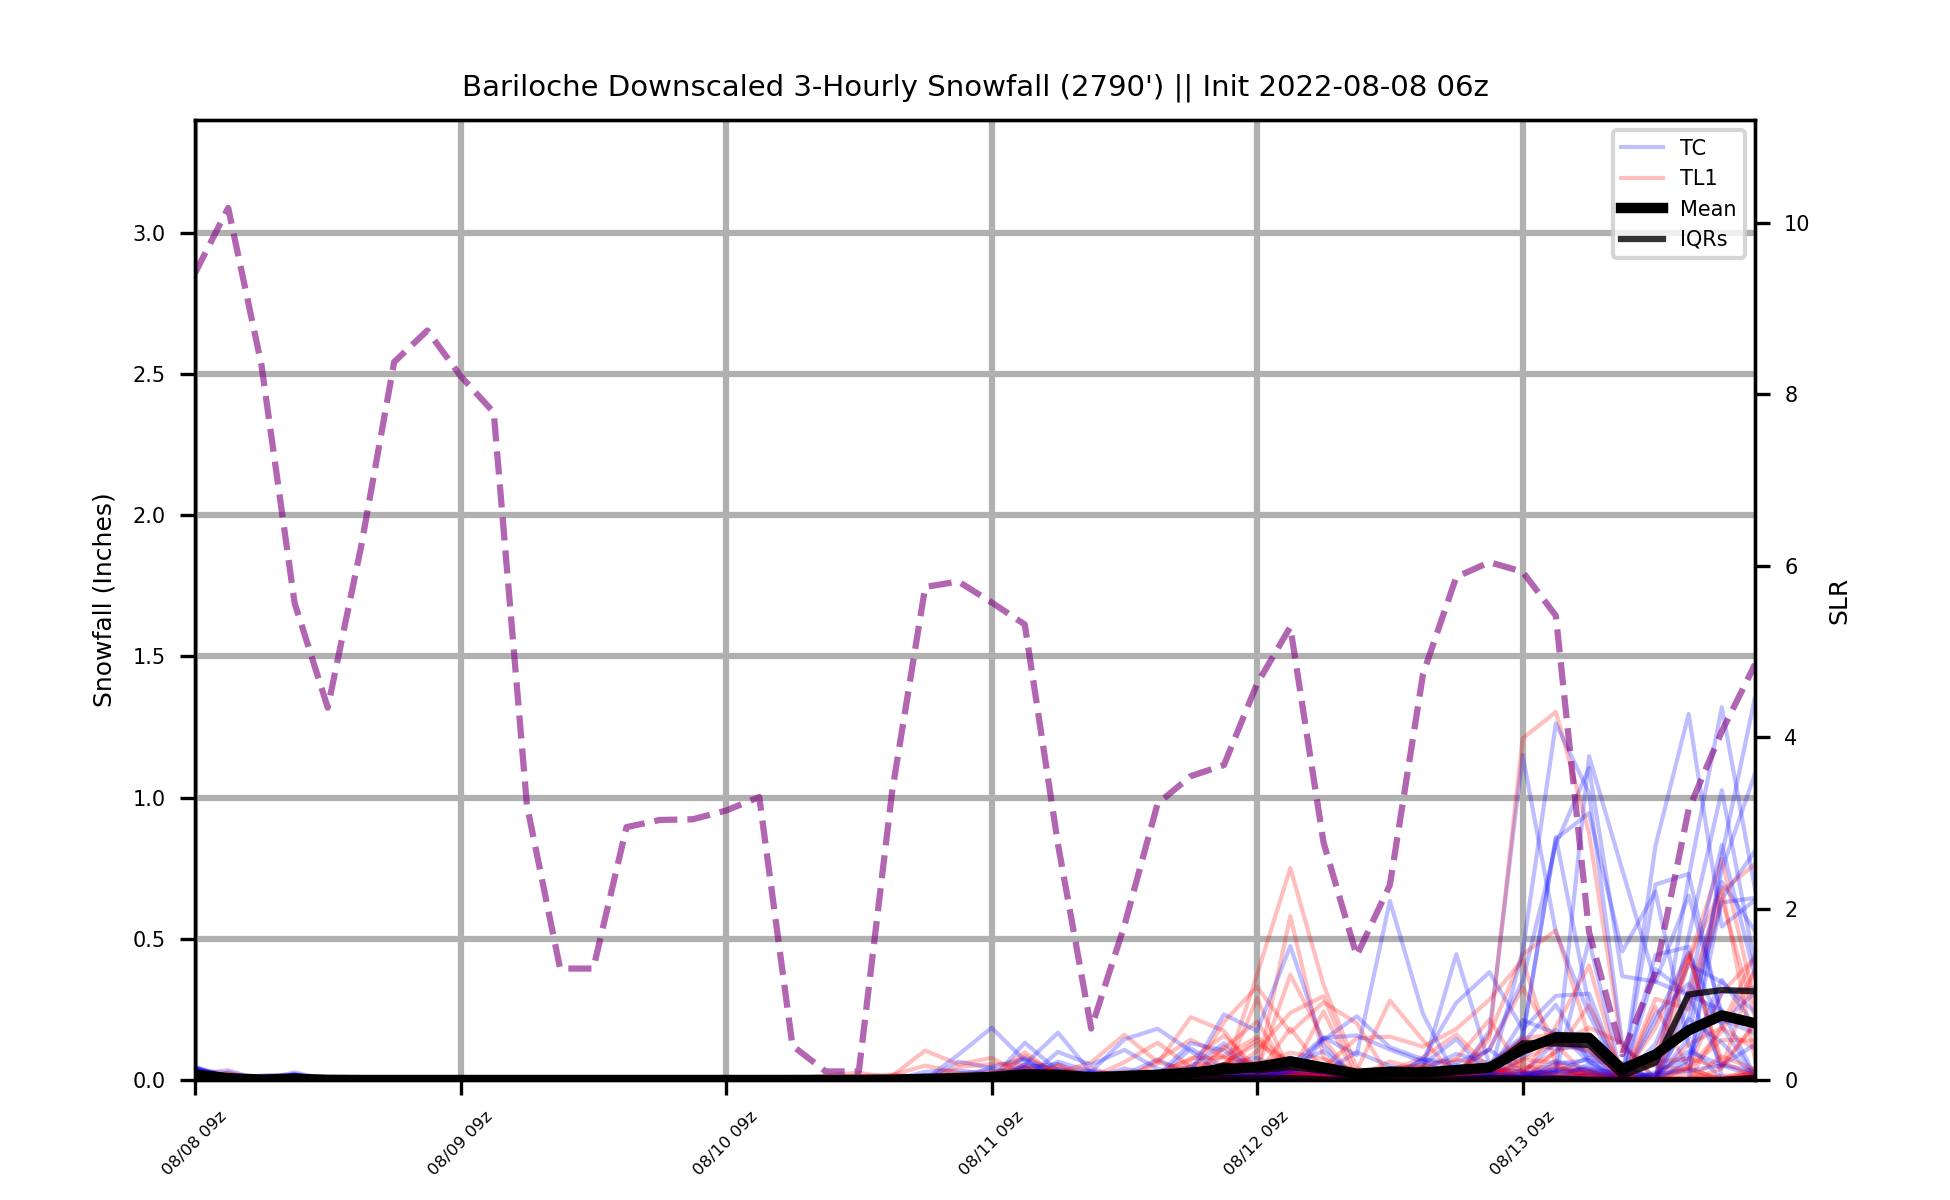 Bariloche Downscaled 3-Hourly Snowfall (2790') || Init 2022-08-08 06z
TC
TL1
Mean
IQRs
Snowfall (Inches)
3.0
2.5
2.0
1.5
1.0
0.5
0.0
10
8
6
4
2
0
SLR
08/08 09z
08/09 09z
08/10 09z
08/11 09z
08/12 09z
08/13 09z